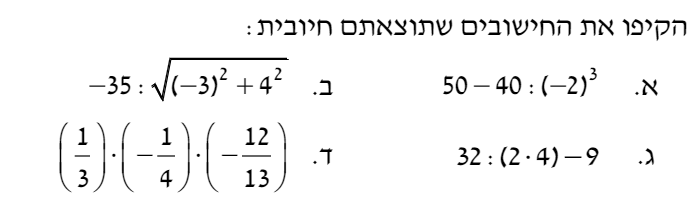 הקיפו את החישובים שתוצאתם חיובית:
א. 50 − 40 : (−2)³ ב. −35 : √((−3)² + 4²)
ג. 32 : (2 · 4) − 9 ד. (1/3) · (−1/4) · (−12/13)